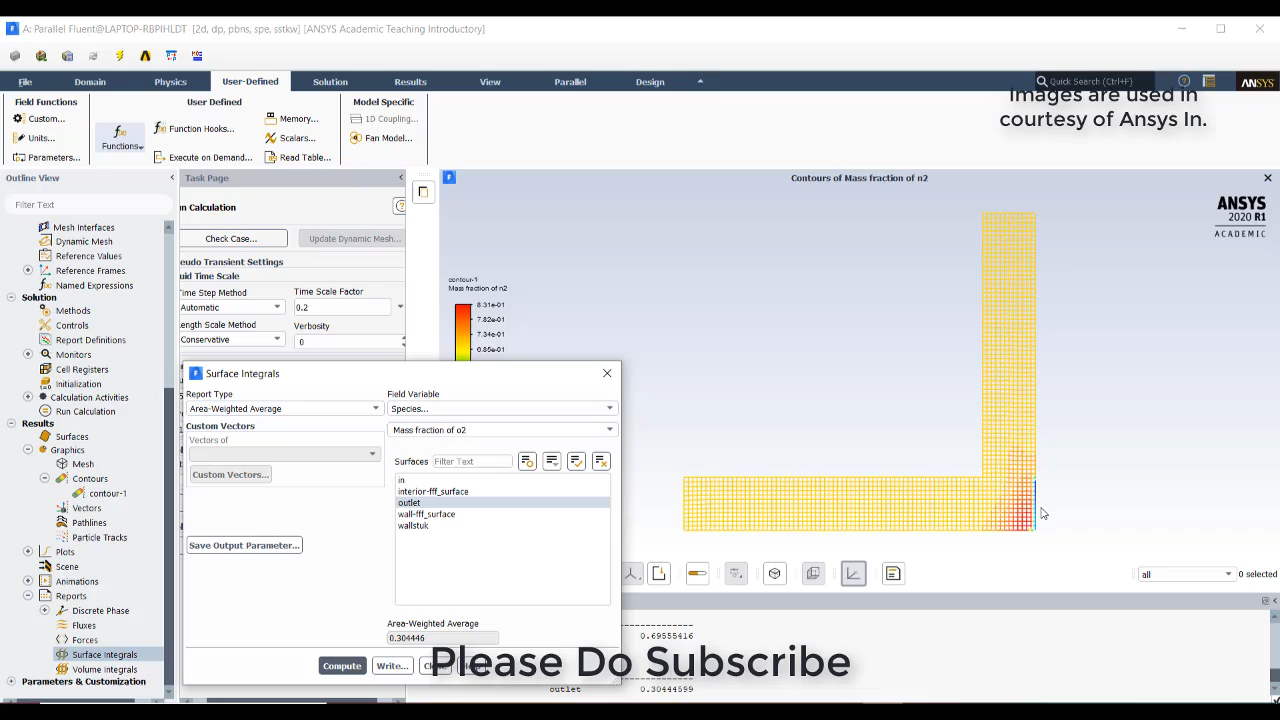 A: Parallel Fluent@LAPTOP-RBPIHLDT [2d, dp, pbns, spe, sstkw] [ANSYS Academic Teaching Introductory]
File Domain Physics User-Defined Solution Results View Parallel Design Quick Search (Ctrl+F) ANSYS
Images are used in
courtesy of Ansys In.
Field Functions User Defined Model Specific
Custom... Memory... 1D Coupling...
Function Hooks...
Units... Scalars... Fan Model...
Functions
Parameters... Execute on Demand... Read Table...
Outline View
Filter Text
Mesh Interfaces
Dynamic Mesh
Reference Values
Reference Frames
Named Expressions
Solution
Methods
Controls
Report Definitions
Monitors
Cell Registers
Initialization
Calculation Activities
Run Calculation
Results
Surfaces
Graphics
Mesh
Contours
contour-1
Vectors
Pathlines
Particle Tracks
Plots
Scene
Animations
Reports
Discrete Phase
Fluxes
Forces
Surface Integrals
Volume Integrals
Parameters & Customization
Task Page
un Calculation
Check Case... Update Dynamic Mesh...
seudo Transient Settings
uid Time Scale
Time Step Method Time Scale Factor
Automatic 0.2
ength Scale Method Verbosity
Conservative 0
Contours of Mass fraction of n2
ANSYS
2020 R1
ACADEMIC
contour-1
Mass fraction of n2
8.31e-01
7.82e-01
7.34e-01
Surface Integrals
Report Type Field Variable
Area-Weighted Average Species...
Custom Vectors
Mass fraction of o2
Vectors of
Surfaces Filter Text
Custom Vectors...
in
interior-fff_surface
outlet
wall-fff_surface
wallstuk
Save Output Parameter...
Area-Weighted Average
0.304446
Compute Write...
all 0 selected
0.69555416
Please Do Subscribe
outlet 0.30444599